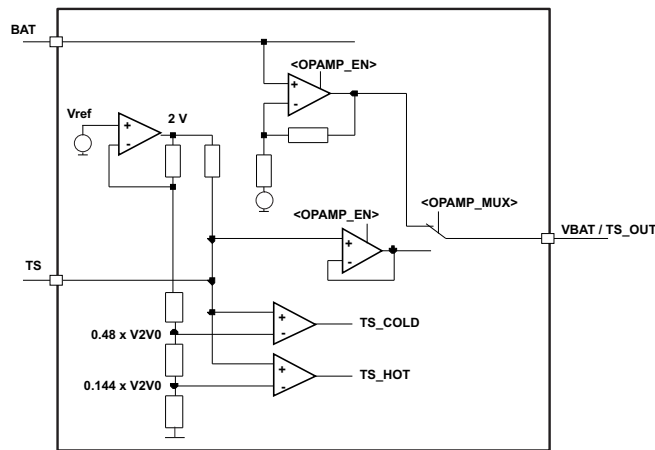 BAT
<OPAMP_EN>
Vref
2 V
+
-
+
-
<OPAMP_EN>
<OPAMP_MUX>
VBAT / TS_OUT
+
-
TS
+
-
TS_COLD
0.48 x V2V0
+
-
TS_HOT
0.144 x V2V0